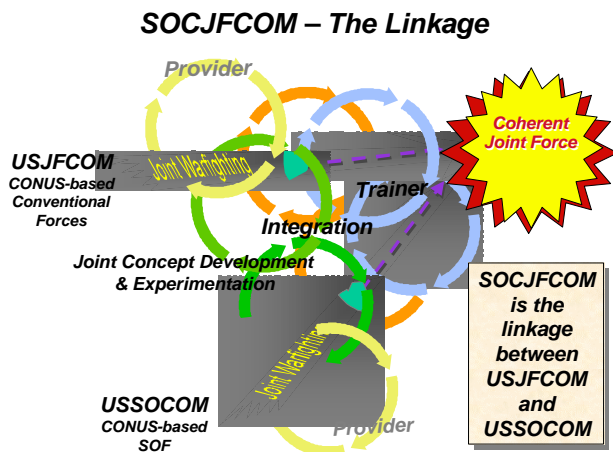 SOCJFCOM – The Linkage
Provider
Coherent
Joint Force
Joint Warfighting
USJFCOM
CONUS-based
Conventional
Forces
Trainer
Integration
Joint Concept Development
& Experimentation
SOCJFCOM
is the
linkage
between
USJFCOM
and
USSOCOM
Joint Warfighting
USSOCOM
CONUS-based
SOF
Provider